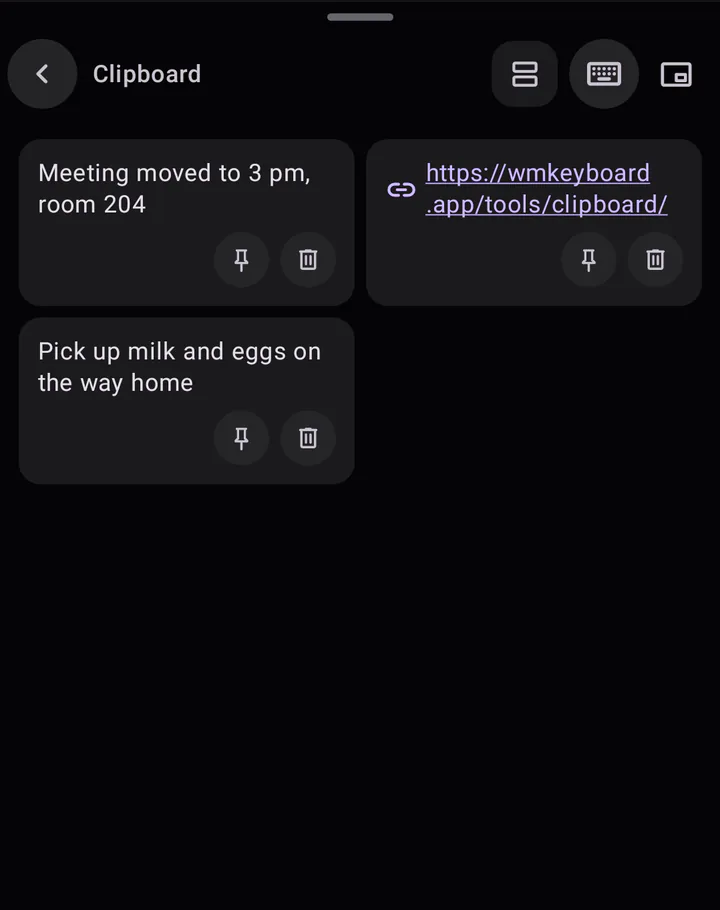 Clipboard
Meeting moved to 3 pm,
room 204
https://wmkeyboard
.app/tools/clipboard/
Pick up milk and eggs on
the way home